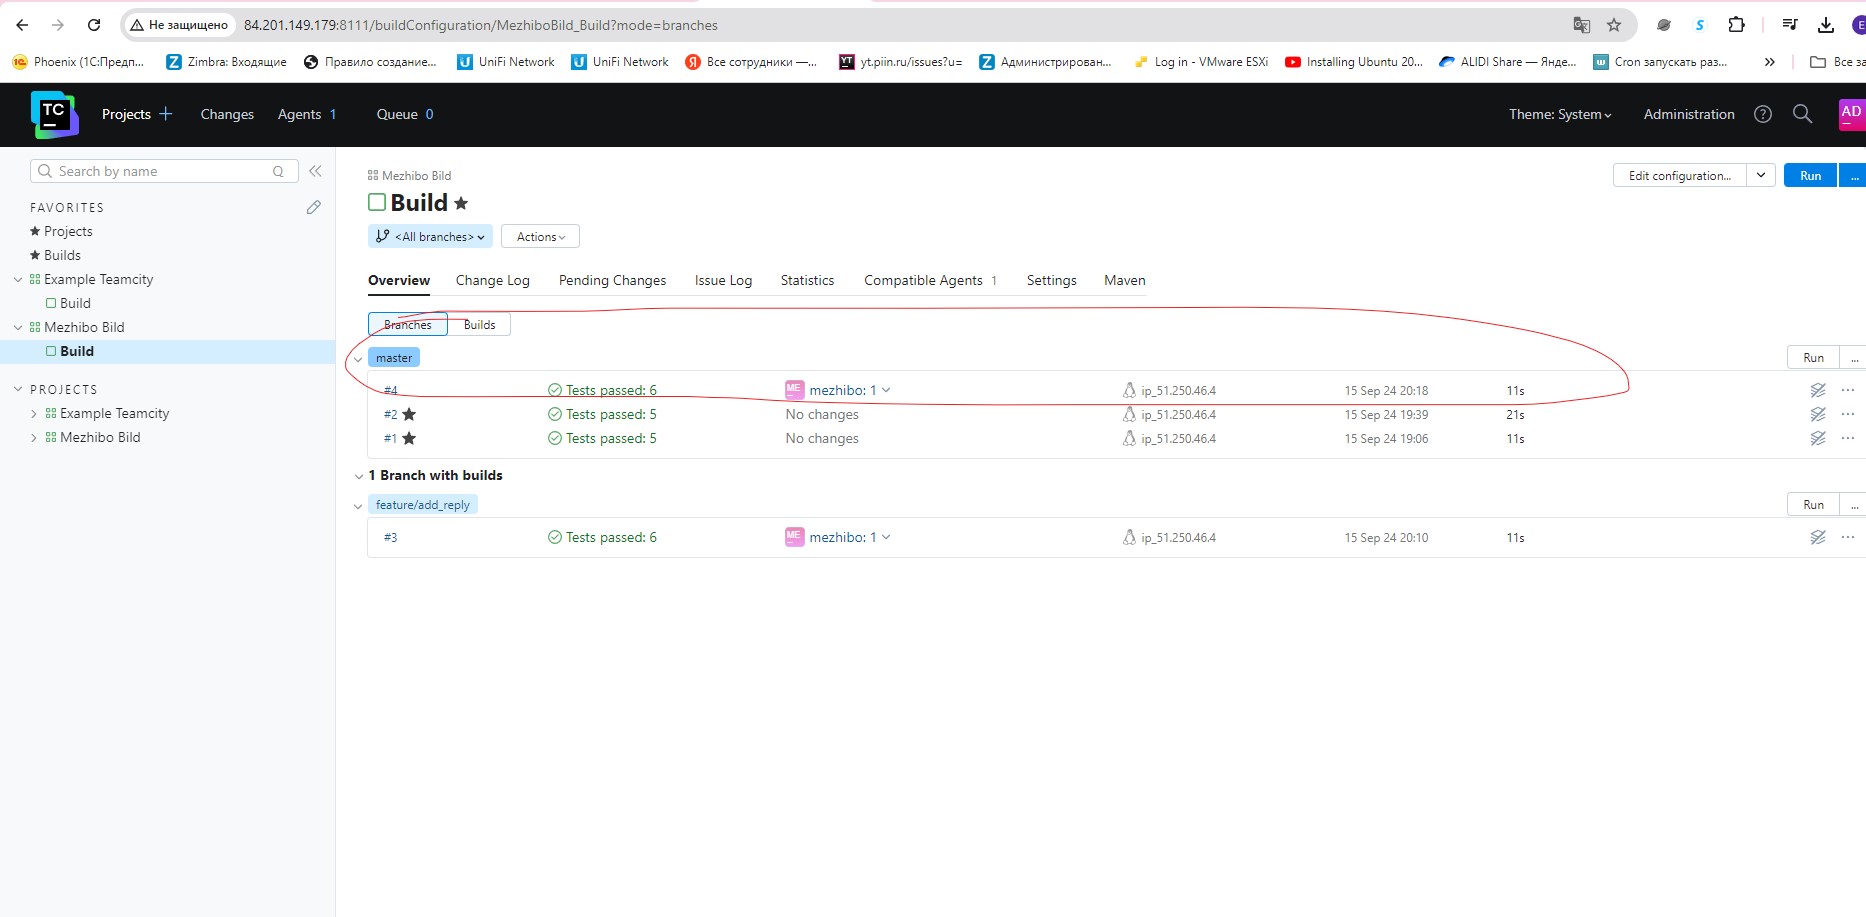 Не защищено 84.201.149.179:8111/buildConfiguration/MezhiboBild_Build?mode=branches E
Phoenix (1С:Предп... Zimbra: Входящие Правило создание... UniFi Network UniFi Network Все сотрудники —... yt.piin.ru/issues?u= Администрирован... Log in - VMware ESXi Installing Ubuntu 20... ALIDI Share — Янде... Cron запускать раз... Все за
TC Projects Changes Agents 1 Queue 0 Theme: System Administration AD
Search by name Q
FAVORITES
Projects
Builds
Example Teamcity
Build
Mezhibo Bild
Build
PROJECTS
Example Teamcity
Mezhibo Bild
Mezhibo Bild
Build
Edit configuration... Run ...
<All branches> Actions
Overview Change Log Pending Changes Issue Log Statistics Compatible Agents 1 Settings Maven
Branches Builds
master Run ...
#4 Tests passed: 6 ME mezhibo: 1 ip_51.250.46.4 15 Sep 24 20:18 11s
#2 Tests passed: 5 No changes ip_51.250.46.4 15 Sep 24 19:39 21s
#1 Tests passed: 5 No changes ip_51.250.46.4 15 Sep 24 19:06 11s
1 Branch with builds
feature/add_reply Run ...
#3 Tests passed: 6 ME mezhibo: 1 ip_51.250.46.4 15 Sep 24 20:10 11s